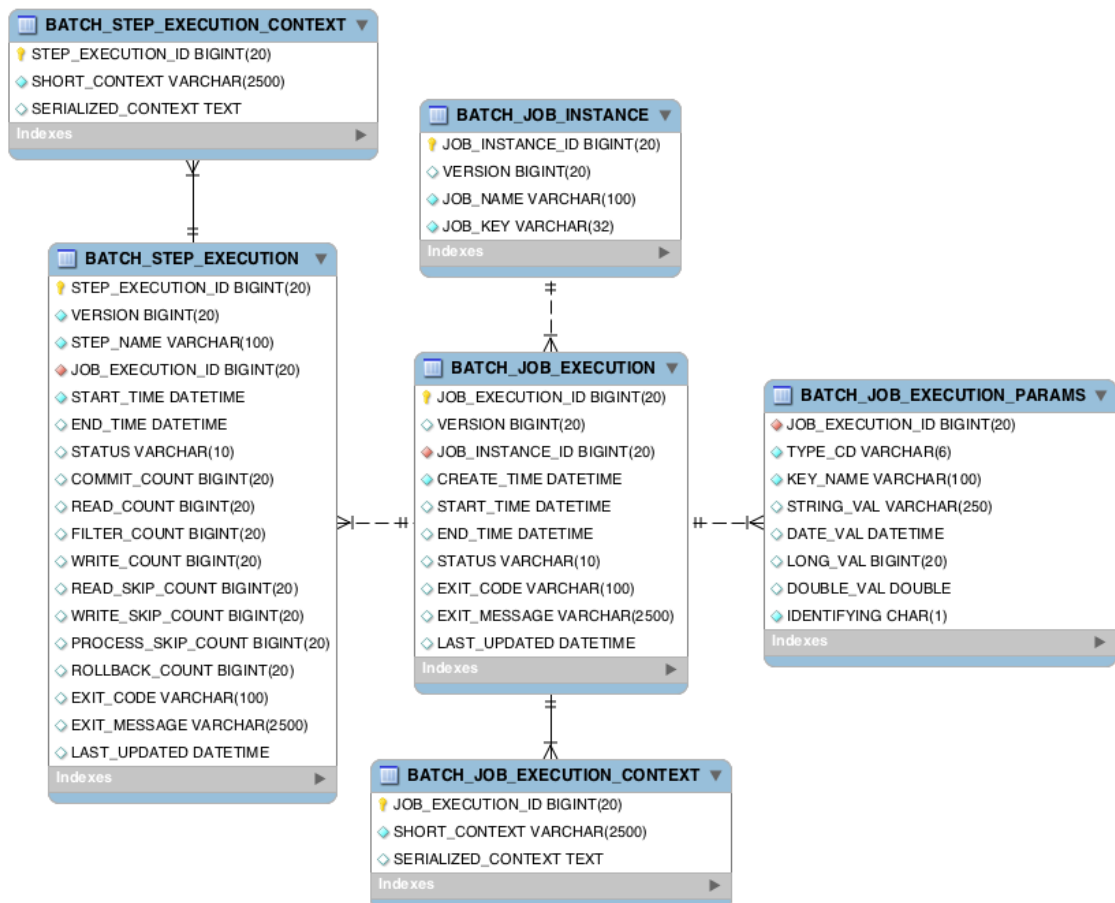 BATCH_STEP_EXECUTION_CONTEXT
STEP_EXECUTION_ID BIGINT(20)
SHORT_CONTEXT VARCHAR(2500)
SERIALIZED_CONTEXT TEXT
Indexes
BATCH_JOB_INSTANCE
JOB_INSTANCE_ID BIGINT(20)
VERSION BIGINT(20)
JOB_NAME VARCHAR(100)
JOB_KEY VARCHAR(32)
Indexes
BATCH_STEP_EXECUTION
STEP_EXECUTION_ID BIGINT(20)
VERSION BIGINT(20)
STEP_NAME VARCHAR(100)
JOB_EXECUTION_ID BIGINT(20)
START_TIME DATETIME
END_TIME DATETIME
STATUS VARCHAR(10)
COMMIT_COUNT BIGINT(20)
READ_COUNT BIGINT(20)
FILTER_COUNT BIGINT(20)
WRITE_COUNT BIGINT(20)
READ_SKIP_COUNT BIGINT(20)
WRITE_SKIP_COUNT BIGINT(20)
PROCESS_SKIP_COUNT BIGINT(20)
ROLLBACK_COUNT BIGINT(20)
EXIT_CODE VARCHAR(100)
EXIT_MESSAGE VARCHAR(2500)
LAST_UPDATED DATETIME
Indexes
BATCH_JOB_EXECUTION
JOB_EXECUTION_ID BIGINT(20)
VERSION BIGINT(20)
JOB_INSTANCE_ID BIGINT(20)
CREATE_TIME DATETIME
START_TIME DATETIME
END_TIME DATETIME
STATUS VARCHAR(10)
EXIT_CODE VARCHAR(100)
EXIT_MESSAGE VARCHAR(2500)
LAST_UPDATED DATETIME
Indexes
BATCH_JOB_EXECUTION_PARAMS
JOB_EXECUTION_ID BIGINT(20)
TYPE_CD VARCHAR(6)
KEY_NAME VARCHAR(100)
STRING_VAL VARCHAR(250)
DATE_VAL DATETIME
LONG_VAL BIGINT(20)
DOUBLE_VAL DOUBLE
IDENTIFYING CHAR(1)
Indexes
BATCH_JOB_EXECUTION_CONTEXT
JOB_EXECUTION_ID BIGINT(20)
SHORT_CONTEXT VARCHAR(2500)
SERIALIZED_CONTEXT TEXT
Indexes